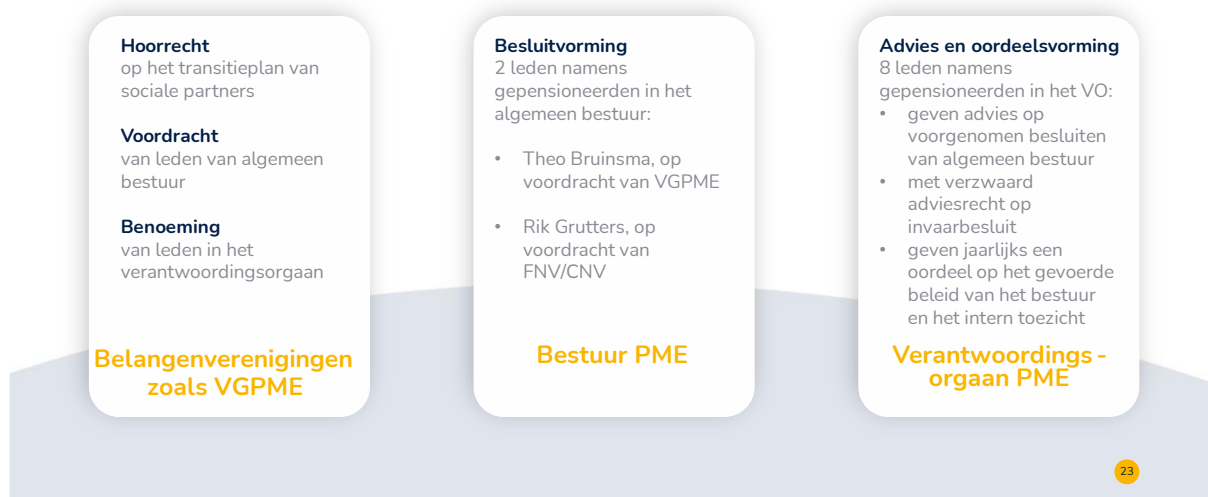 Hoorrecht
op het transitieplan van
sociale partners
Voordracht
van leden van algemeen
bestuur
Benoeming
van leden in het
verantwoordingsorgaan
Belangenverenigingen
zoals VGPME
Besluitvorming
2 leden namens
gepensioneerden in het
algemeen bestuur:
• Theo Bruinsma, op
voordracht van VGPME
• Rik Grutters, op
voordracht van
FNV/CNV
Bestuur PME
Advies en oordeelsvorming
8 leden namens
gepensioneerden in het VO:
• geven advies op
voorgenomen besluiten
van algemeen bestuur
• met verzwaard
adviesrecht op
invaarbesluit
• geven jaarlijks een
oordeel op het gevoerde
beleid van het bestuur
en het intern toezicht
Verantwoordings -
orgaan PME
23